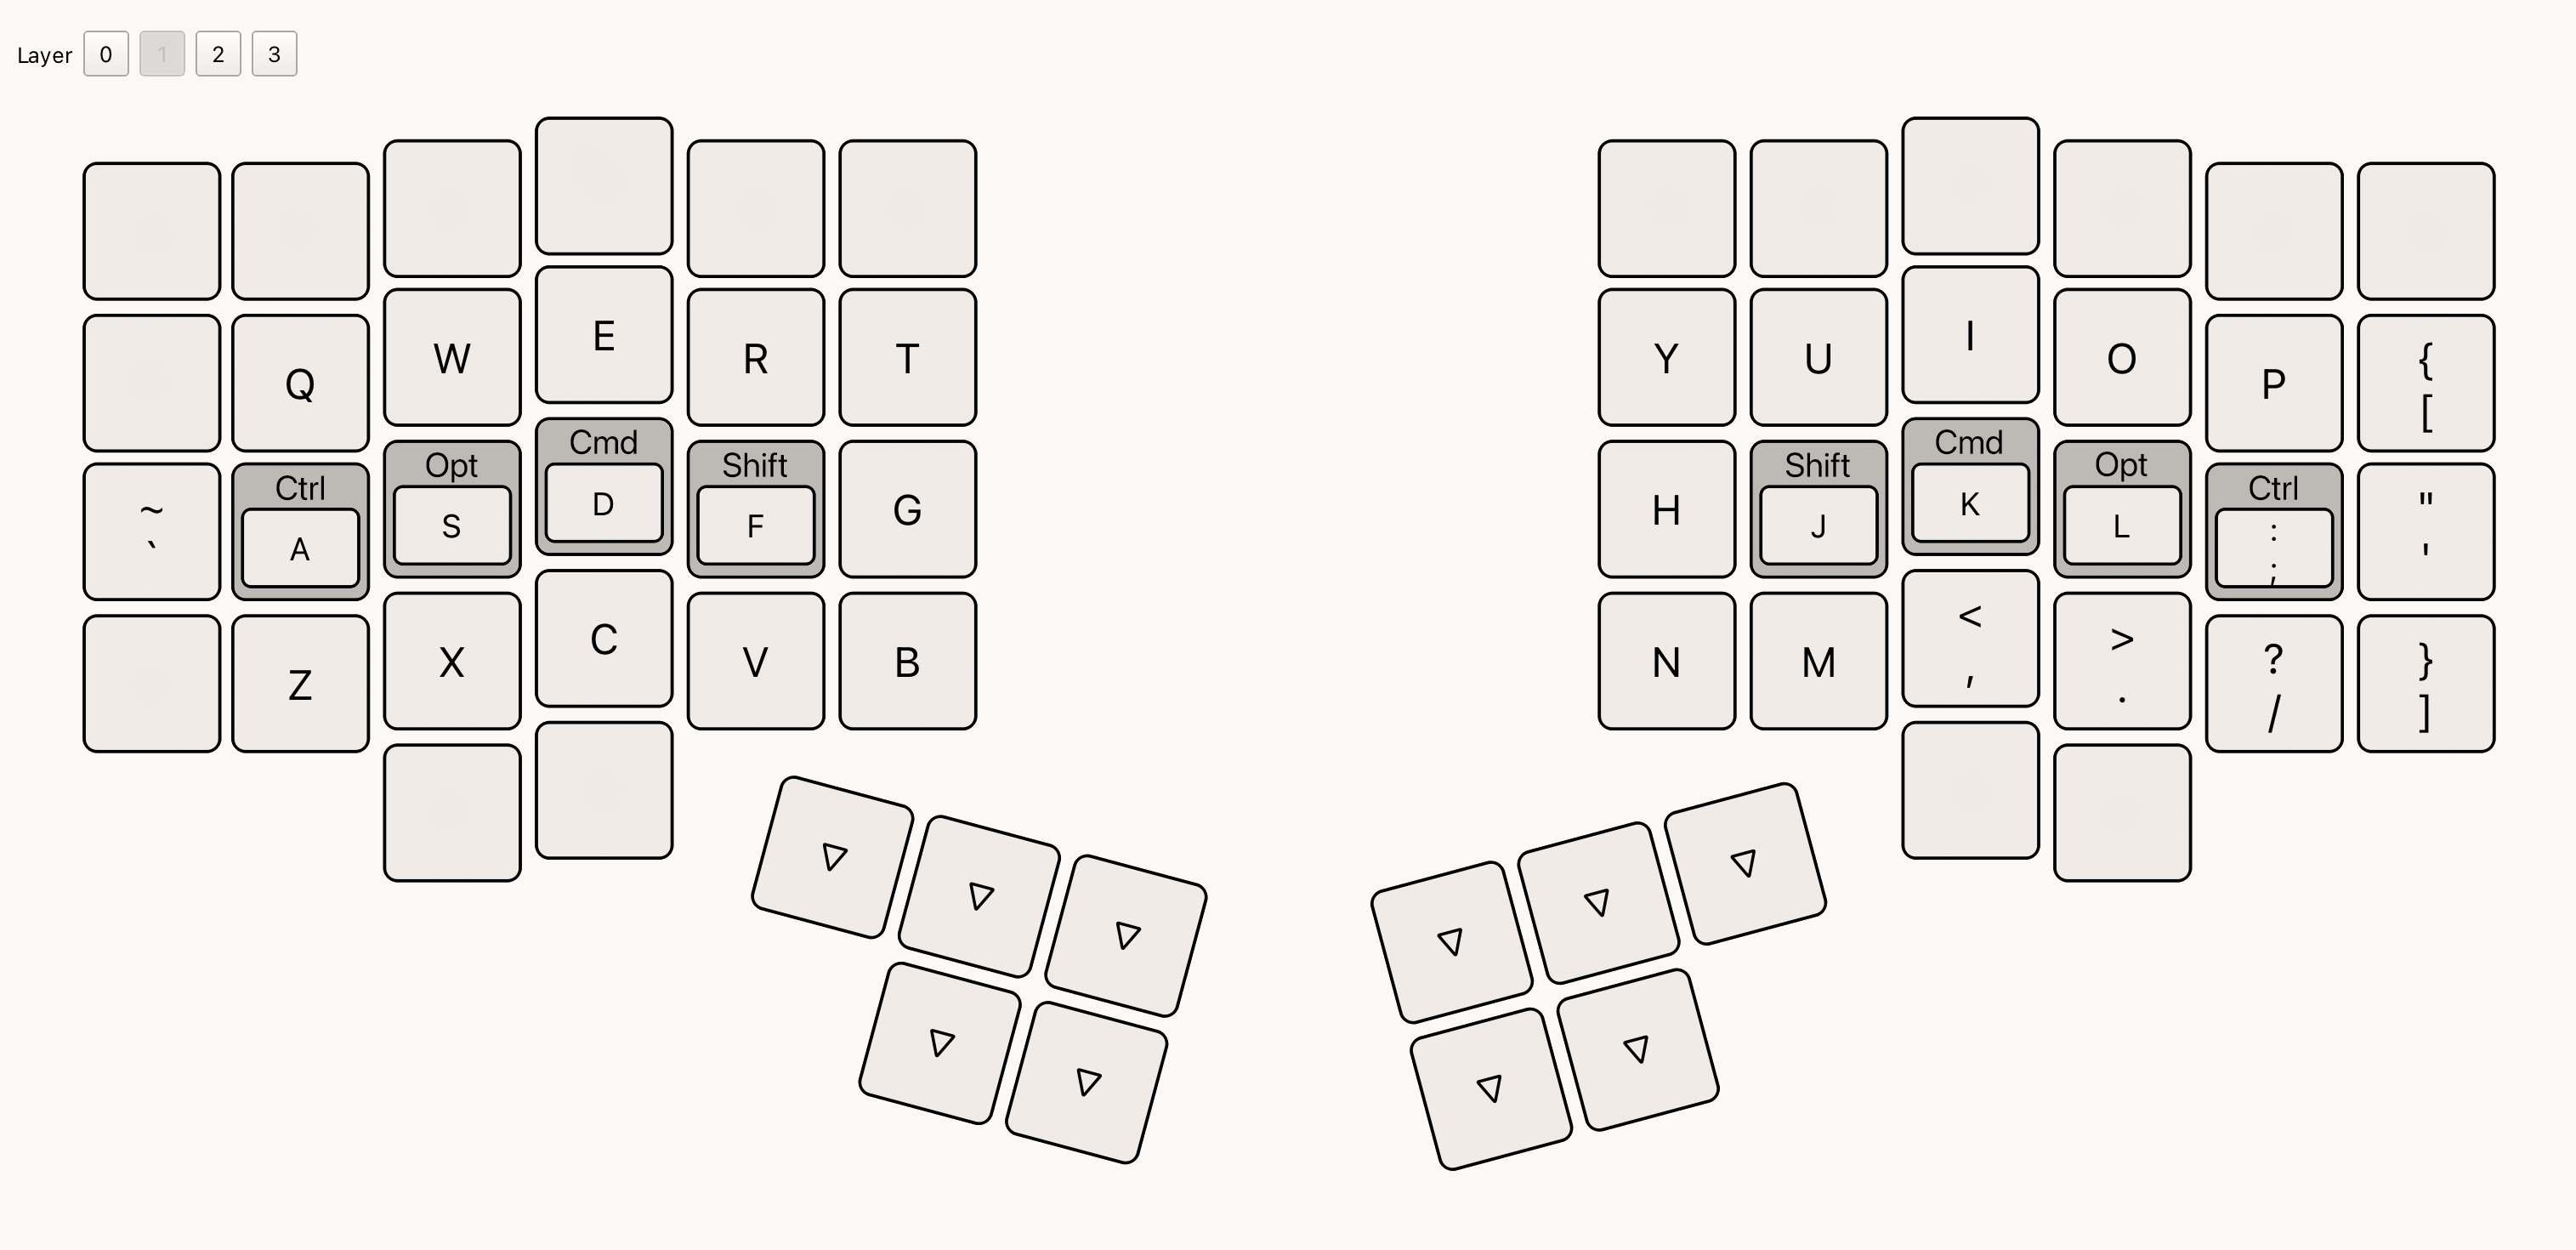 Layer 0 1 2 3
Q W E R T Y U I O P {
[
~
` Ctrl
A Opt
S Cmd
D Shift
F G H Shift
J Cmd
K Opt
L Ctrl
:
; "
'
Z X C V B N M <
, >
. ?
/ }
]